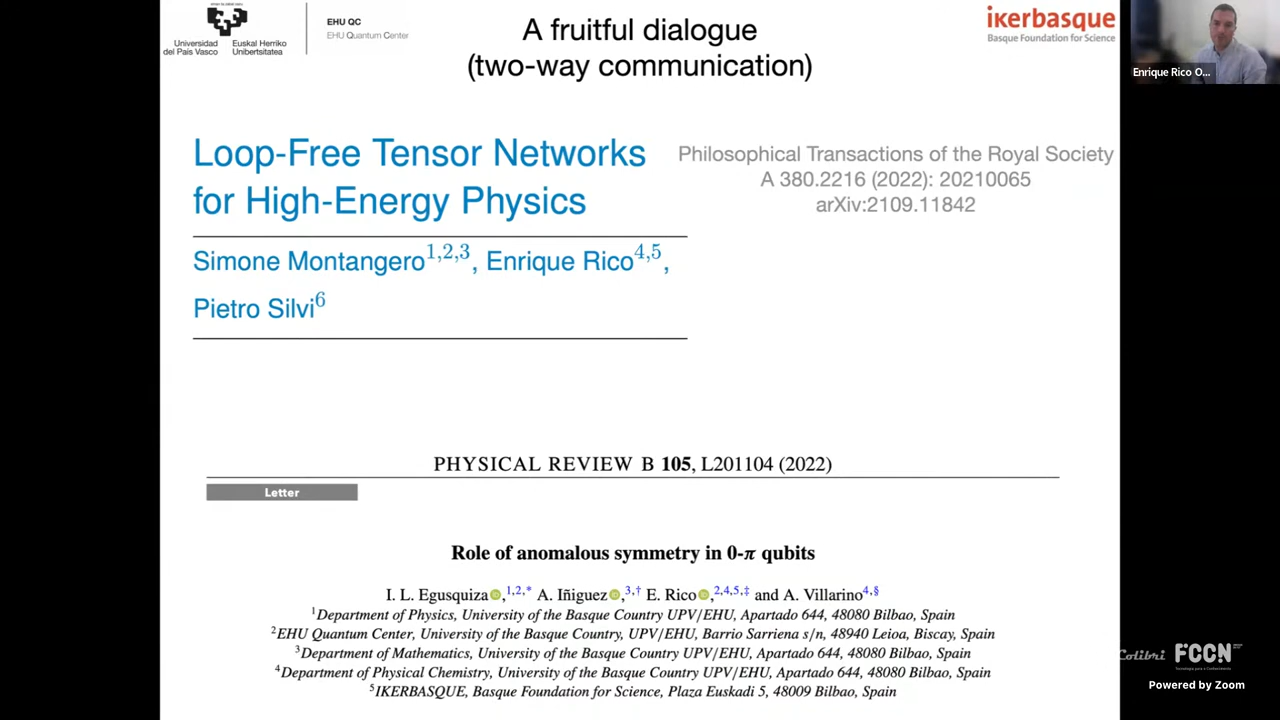 Universidad
del País Vasco
Euskal Herriko
Unibertsitatea
EHU QC
EHU Quantum Center
A fruitful dialogue
(two-way communication)
ikerbasque
Basque Foundation for Science
Enrique Rico O...
Loop-Free Tensor Networks
for High-Energy Physics
Simone Montangero1,2,3, Enrique Rico4,5,
Pietro Silvi6
Philosophical Transactions of the Royal Society
A 380.2216 (2022): 20210065
arXiv:2109.11842
PHYSICAL REVIEW B 105, L201104 (2022)
Letter
Role of anomalous symmetry in 0-π qubits
I. L. Egusquiza,1,2,* A. Iñiguez,3,† E. Rico,2,4,5,‡ and A. Villarino4,§
1Department of Physics, University of the Basque Country UPV/EHU, Apartado 644, 48080 Bilbao, Spain
2EHU Quantum Center, University of the Basque Country, UPV/EHU, Barrio Sarriena s/n, 48940 Leioa, Biscay, Spain
3Department of Mathematics, University of the Basque Country UPV/EHU, Apartado 644, 48080 Bilbao, Spain
4Department of Physical Chemistry, University of the Basque Country UPV/EHU, Apartado 644, 48080 Bilbao, Spain
5IKERBASQUE, Basque Foundation for Science, Plaza Euskadi 5, 48009 Bilbao, Spain
Colibri FCCN
Powered by Zoom